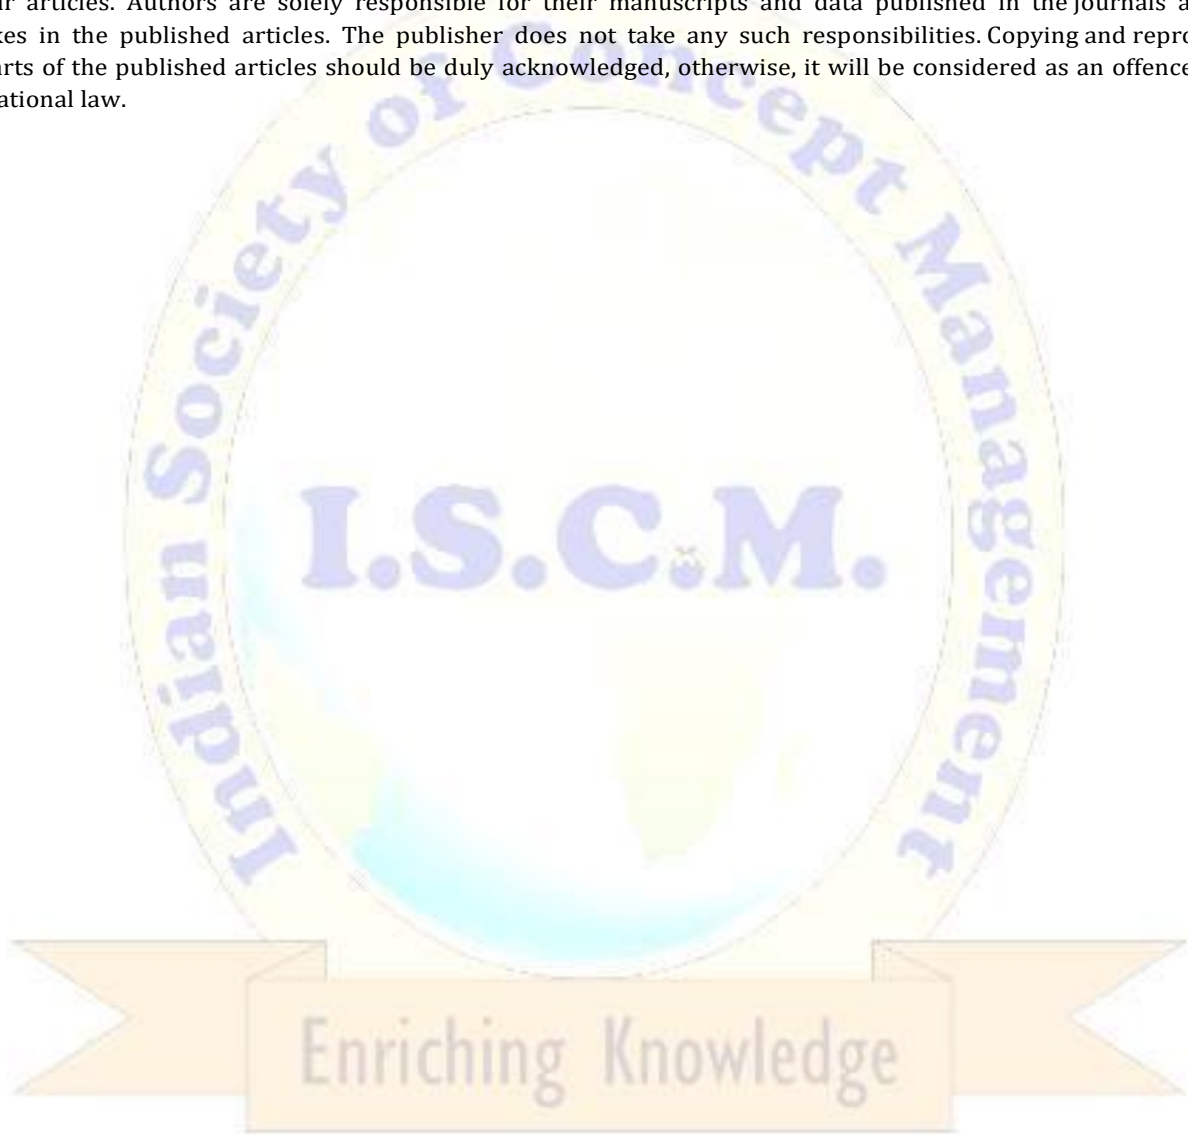 ir articles. Authors are solely responsible for their manuscripts and data published in the journals a
kes in the published articles. The publisher does not take any such responsibilities. Copying and repro
arts of the published articles should be duly acknowledged, otherwise, it will be considered as an offence
ational law.
Indian Society of Concept Management
I.S.C.M.
Enriching Knowledge